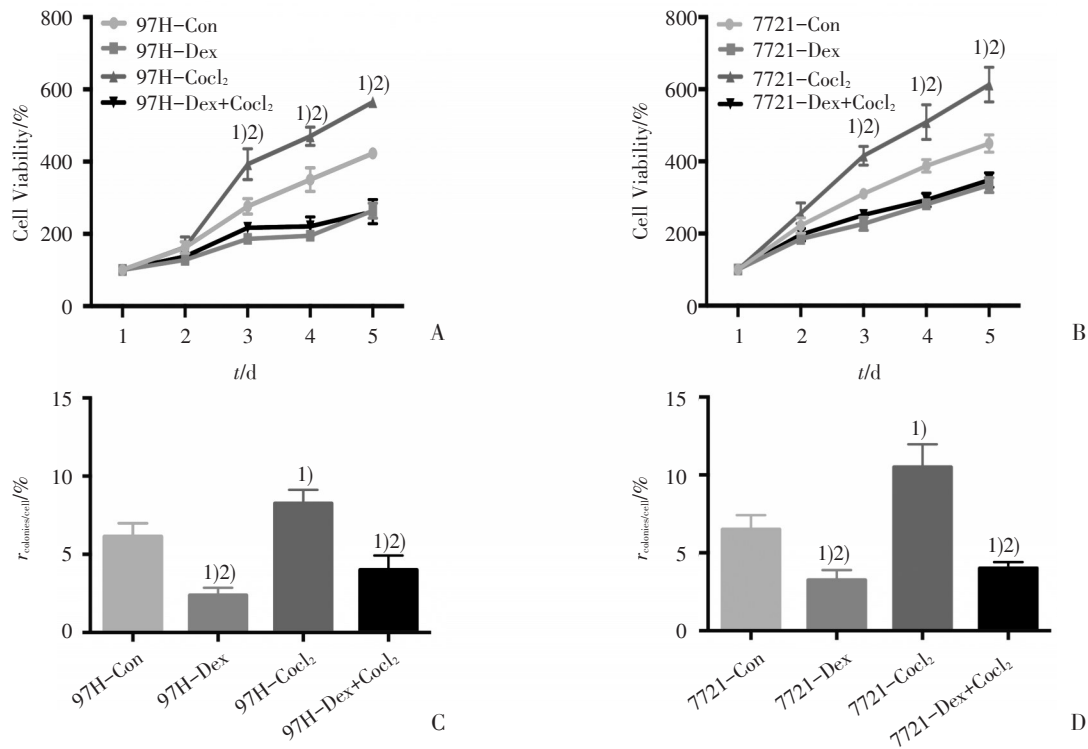 800
600
400
200
0
Cell Viability/%
97H−Con
97H−Dex
97H−Cocl₂
97H−Dex+Cocl₂
1)2)
1)2)
1)2)
1 2 3 4 5
t/d
A
800
600
400
200
0
Cell Viability/%
7721−Con
7721−Dex
7721−Cocl₂
7721−Dex+Cocl₂
1)2)
1)2)
1)2)
1 2 3 4 5
t/d
B
15
10
5
0
r colonies/cell/%
1)2)
1)
1)2)
97H−Con
97H−Dex
97H−Cocl₂
97H−Dex+Cocl₂
C
15
10
5
0
r colonies/cell/%
1)2)
1)
1)2)
7721−Con
7721−Dex
7721−Cocl₂
7721−Dex+Cocl₂
D